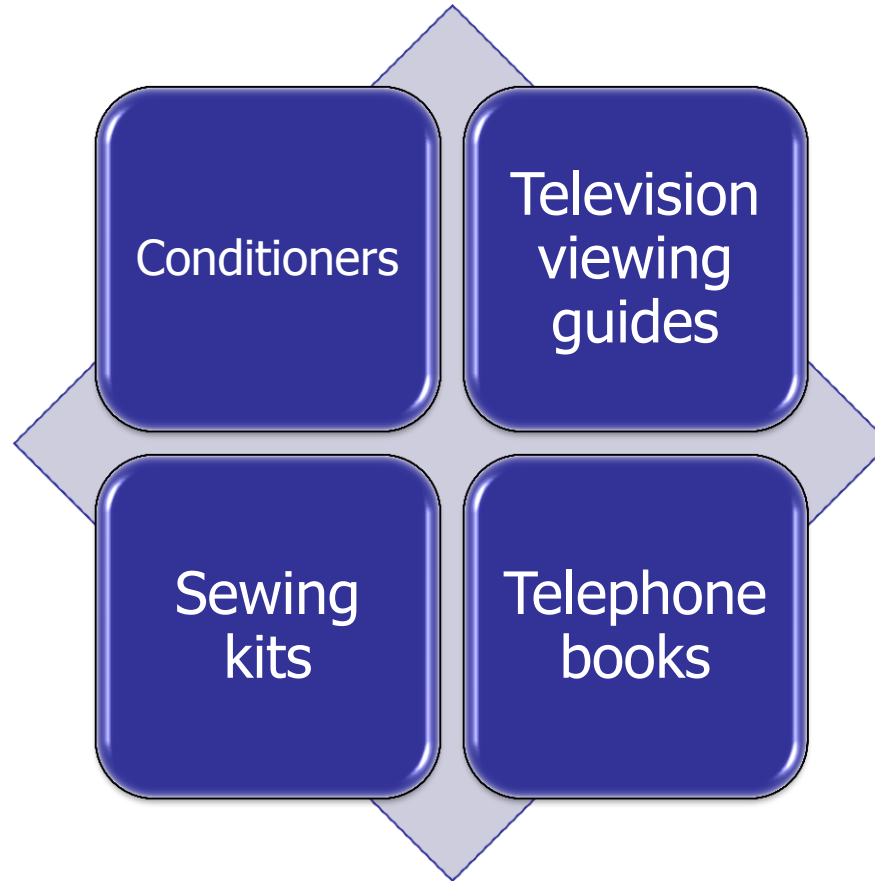 Conditioners
Television
viewing
guides
Sewing
kits
Telephone
books